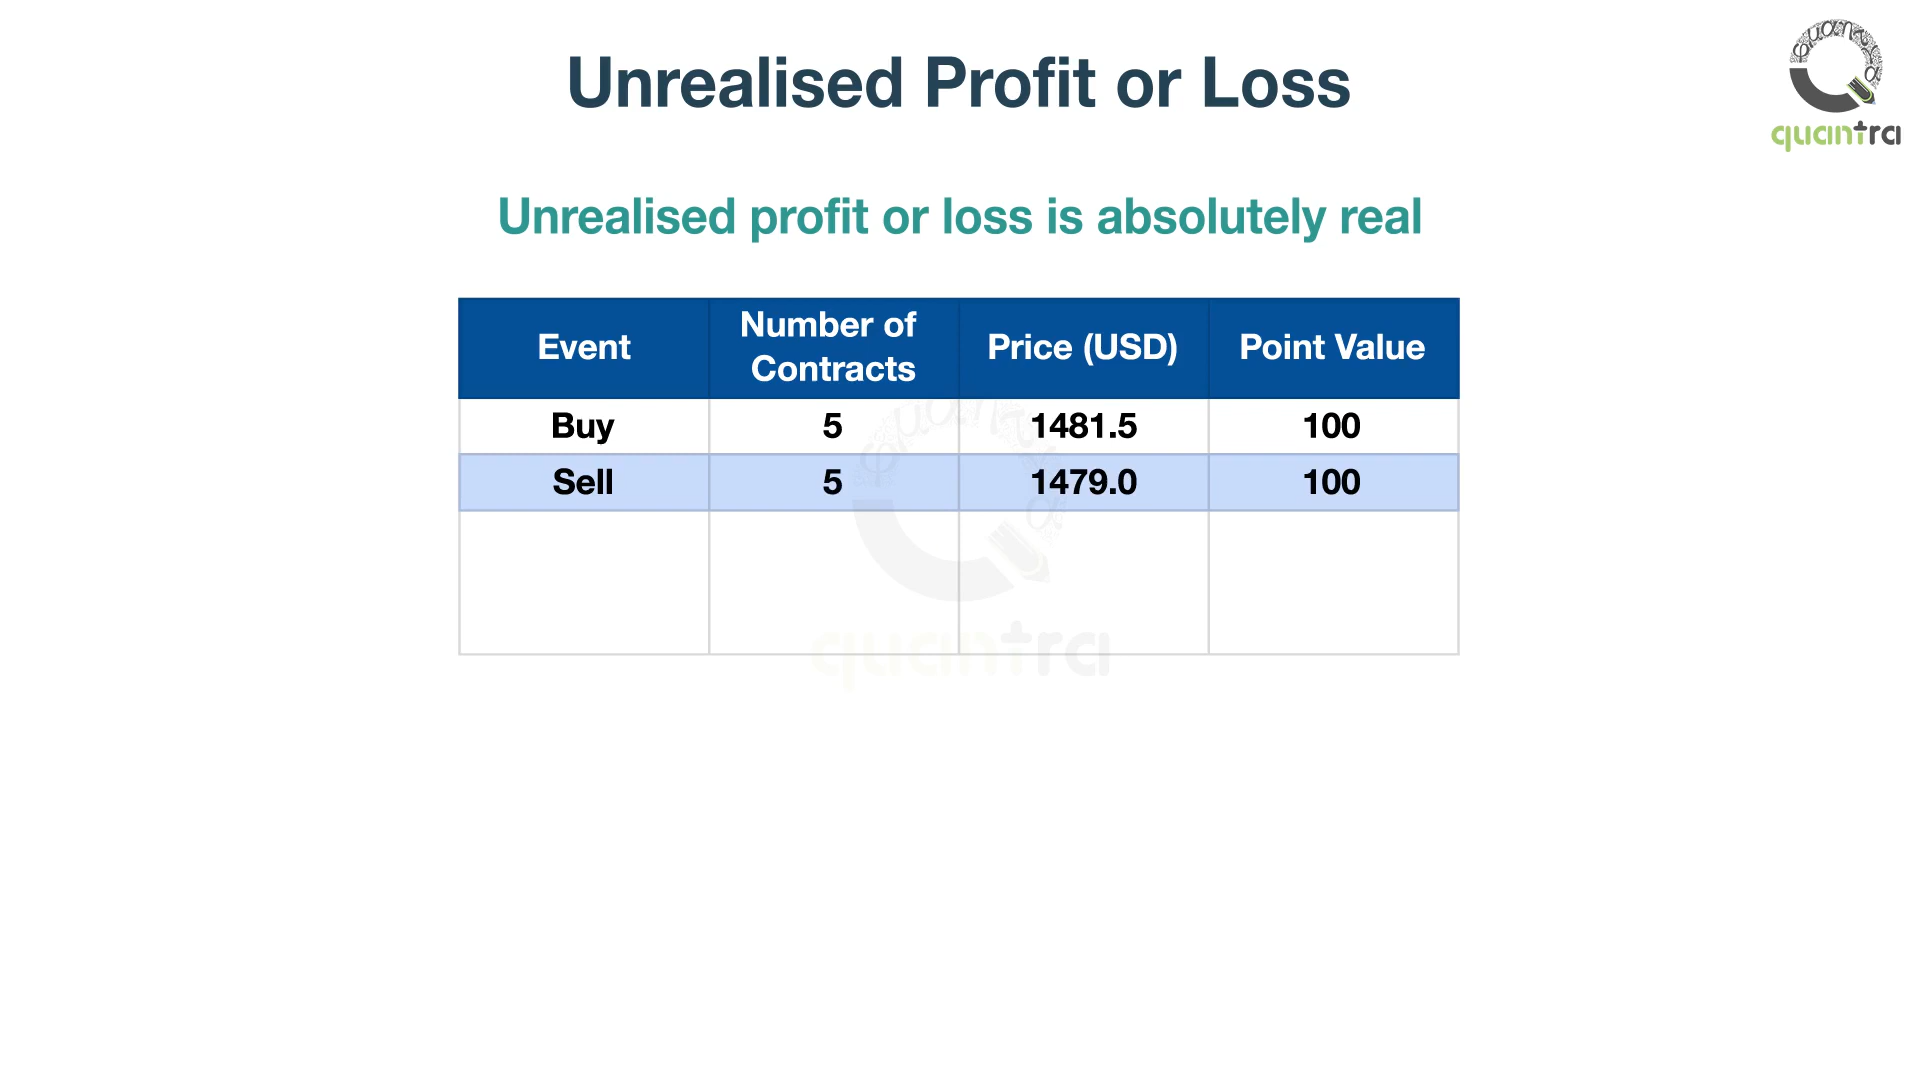 Unrealised Profit or Loss
quantra
Unrealised profit or loss is absolutely real
Event Number of Contracts Price (USD) Point Value
Buy 5 1481.5 100
Sell 5 1479.0 100
quantra